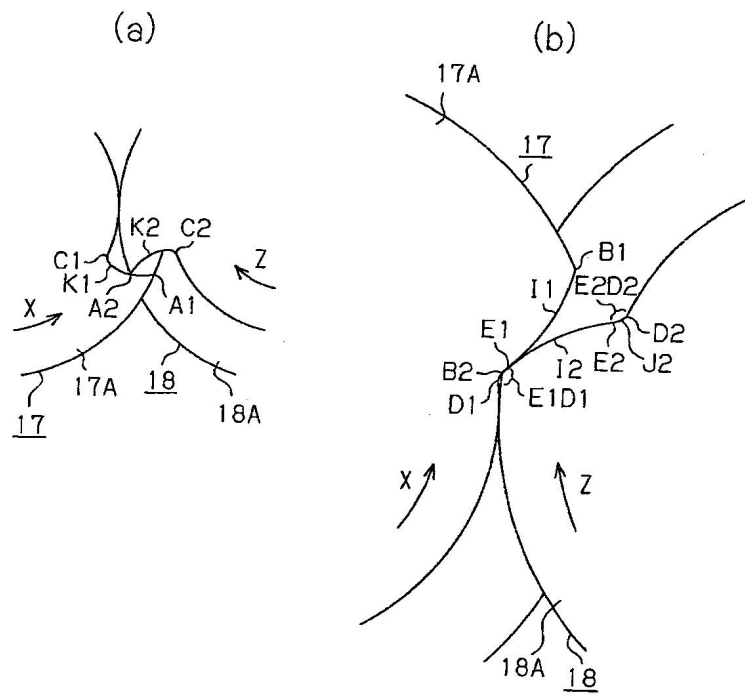 (a)
K2 C2
C1
K1
A2 A1
X
Z
17A
17
18
18A
(b)
17A
17
B1
I1
E2D2
E1
D2
E2 J2
B2
I2
D1 E1D1
X
Z
18A
18